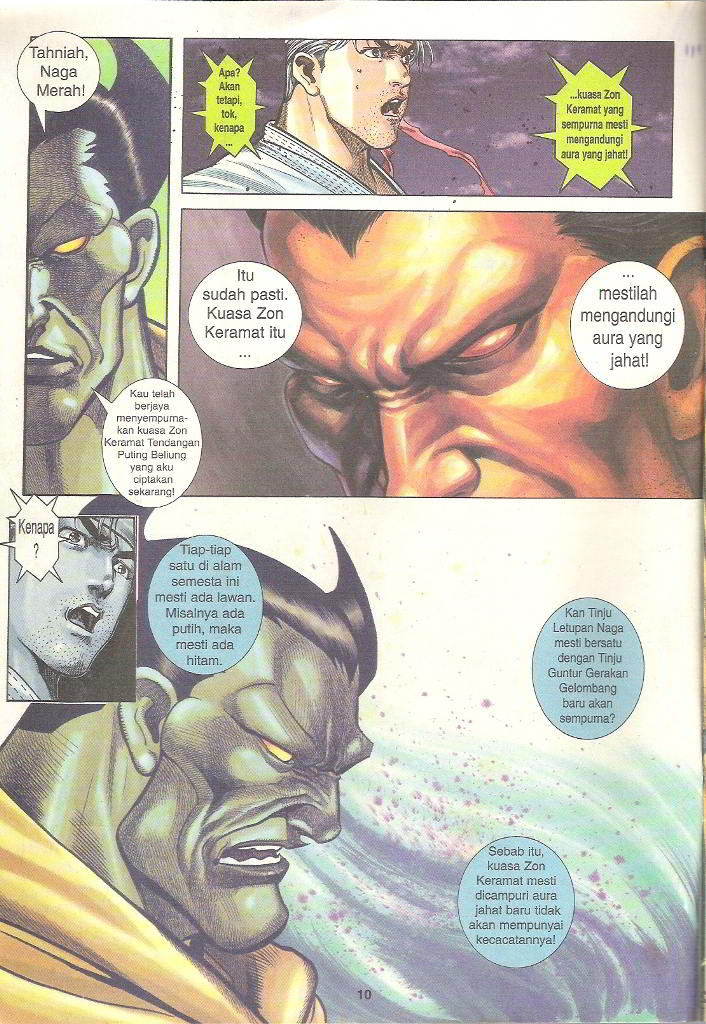 Tahniah,
Naga
Merah!
Kau telah
berjaya
menyempurna-
kan kuasa Zon
Keramat Tendangan
Puting Beliung
yang aku
ciptakan
sekarang!
Apa?
Akan
tetapi,
tok,
kenapa
...
...kuasa Zon
Keramat yang
sempurna mesti
mengandungi
aura yang jahat!
Itu
sudah pasti.
Kuasa Zon
Keramat itu
...
...
mestilah
mengandungi
aura yang
jahat!
Kenapa
?
Tiap-tiap
satu di alam
semesta ini
mesti ada lawan.
Misalnya ada
putih, maka
mesti ada
hitam.
Kan Tinju
Letupan Naga
mesti bersatu
dengan Tinju
Guntur Gerakan
Gelombang
baru akan
sempurna?
Sebab itu,
kuasa Zon
Keramat mesti
dicampuri aura
jahat baru tidak
akan mempunyai
kecacatannya!
10